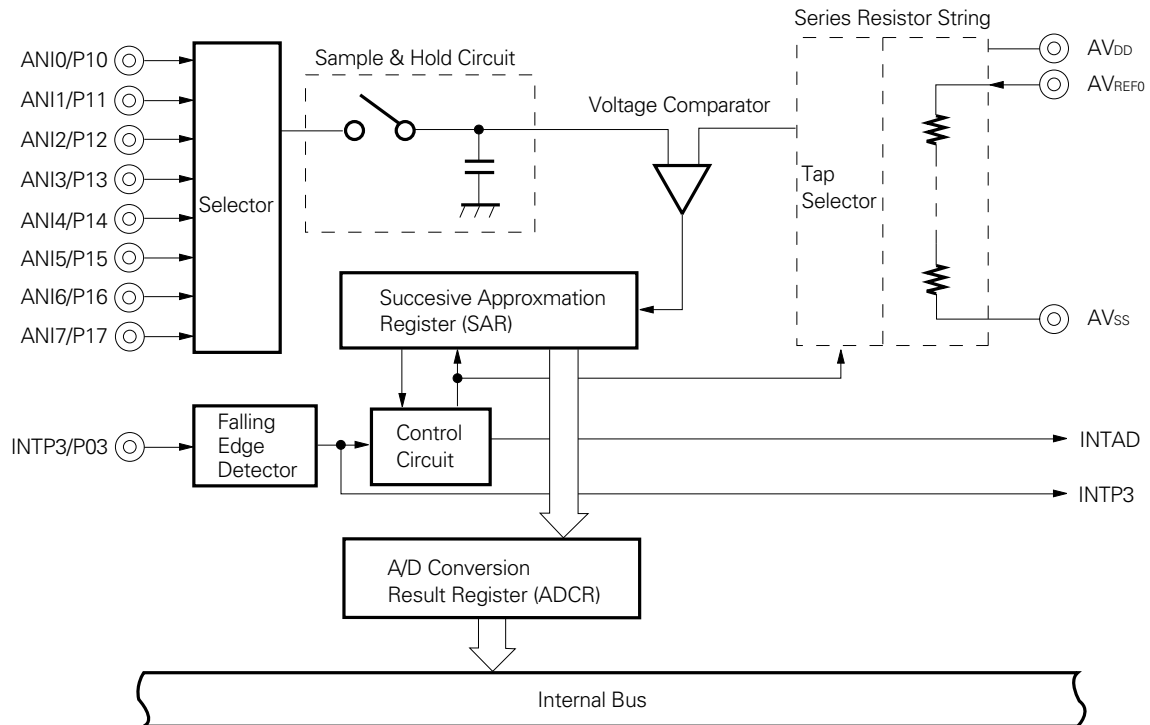 Series Resistor String
ANI0/P10
ANI1/P11
ANI2/P12
ANI3/P13
ANI4/P14
ANI5/P15
ANI6/P16
ANI7/P17
Selector
Sample & Hold Circuit
Voltage Comparator
Tap
Selector
AVDD
AVREF0
AVSS
Succesive Approxmation
Register (SAR)
INTP3/P03
Falling
Edge
Detector
Control
Circuit
INTAD
INTP3
A/D Conversion
Result Register (ADCR)
Internal Bus